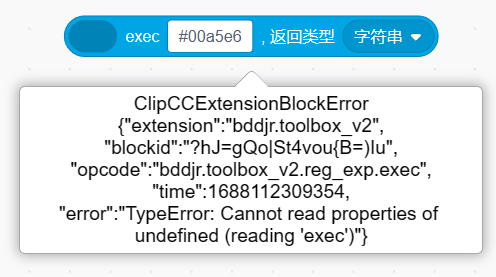 exec #00a5e6 , 返回类型 字符串
ClipCCExtensionBlockError
{"extension":"bddjr.toolbox_v2",
"blockid":"?hJ=gQo|St4vou{B=)lu",
"opcode":"bddjr.toolbox_v2.reg_exp.exec",
"time":1688112309354,
"error":"TypeError: Cannot read properties of
undefined (reading 'exec')"}